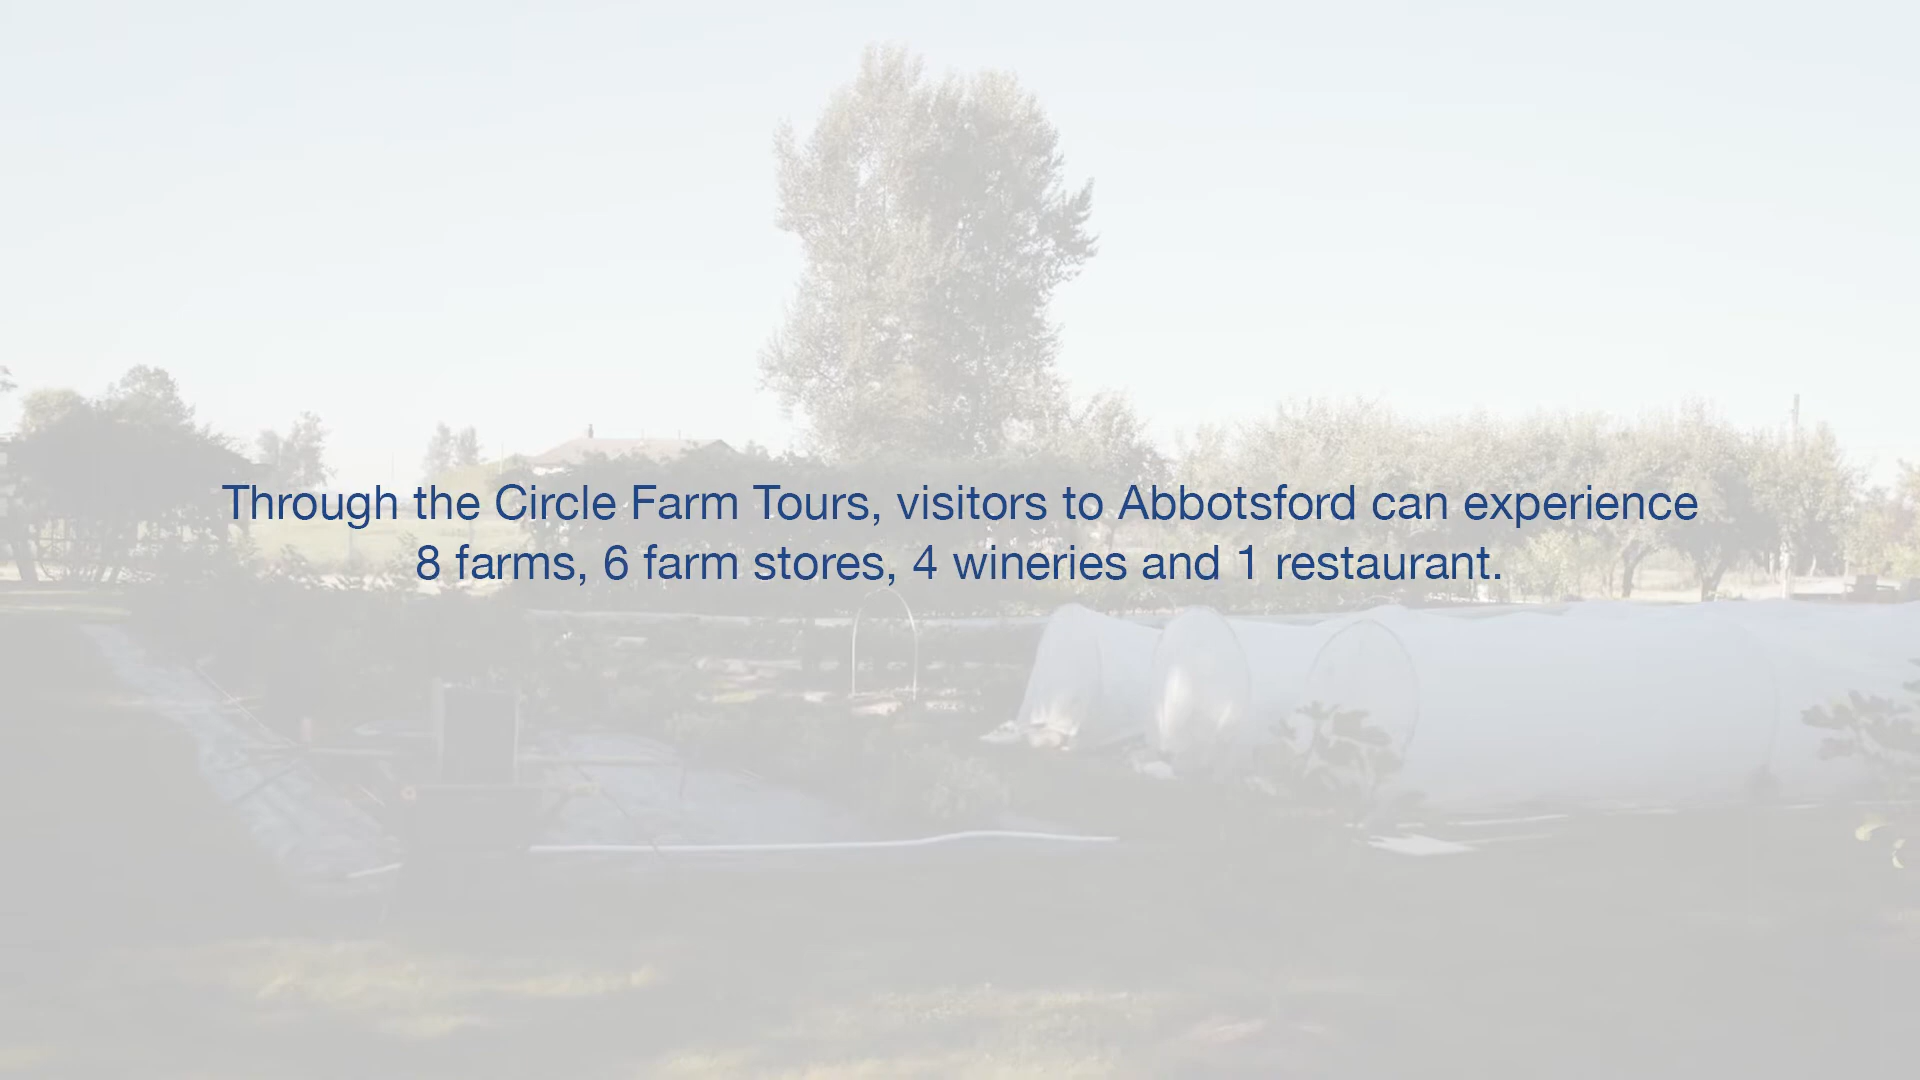 Through the Circle Farm Tours, visitors to Abbotsford can experience
8 farms, 6 farm stores, 4 wineries and 1 restaurant.